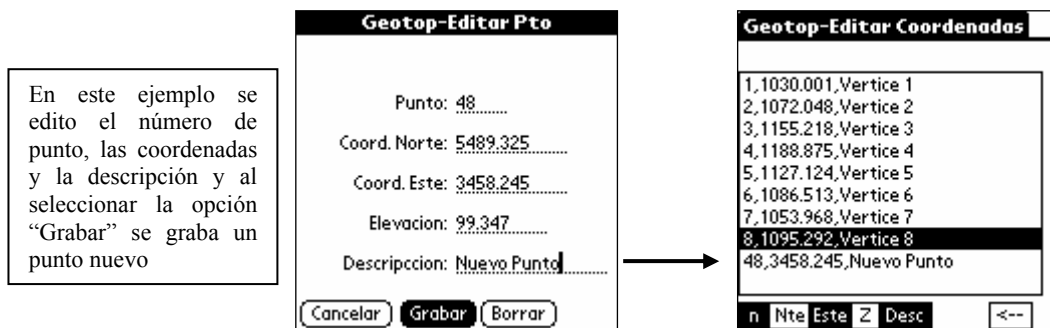 En este ejemplo se
edito el número de
punto, las coordenadas
y la descripción y al
seleccionar la opción
“Grabar” se graba un
punto nuevo
Geotop-Editar Pto
Punto: 48
Coord. Norte: 5489.325
Coord. Este: 3458.245
Elevacion: 99.347
Descripccion: Nuevo Punto
Cancelar Grabar Borrar
Geotop-Editar Coordenadas
1,1030.001,Vertice 1
2,1072.048,Vertice 2
3,1155.218,Vertice 3
4,1188.875,Vertice 4
5,1127.124,Vertice 5
6,1086.513,Vertice 6
7,1053.968,Vertice 7
8,1095.292,Vertice 8
48,3458.245,Nuevo Punto
n Nte Este Z Desc <--